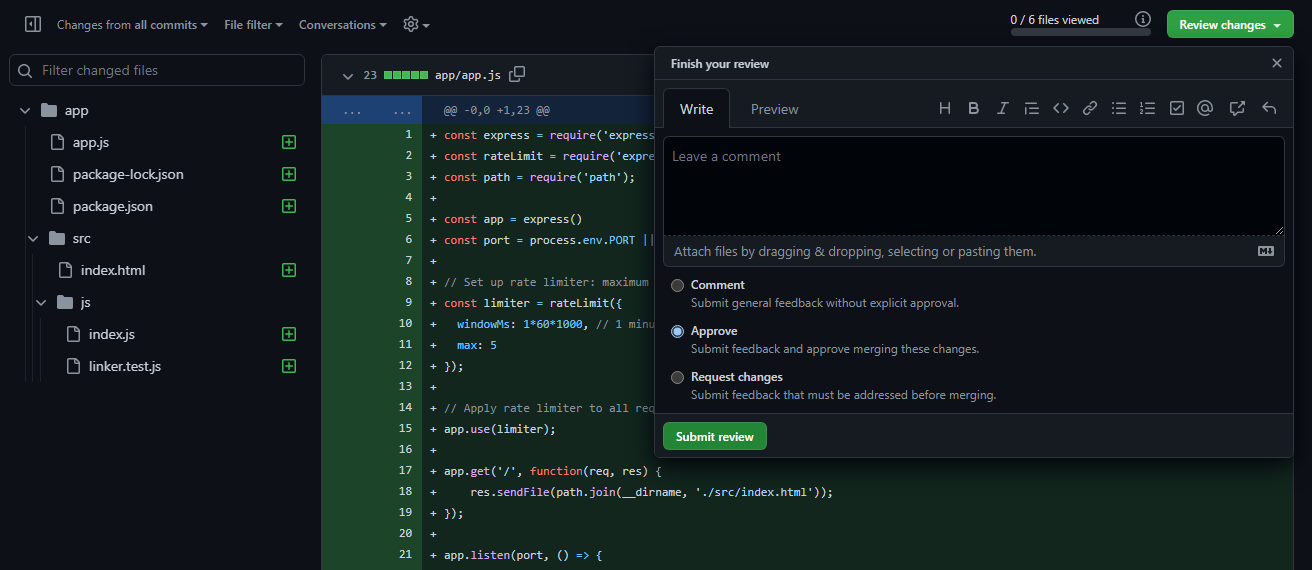 Changes from all commits File filter Conversations
0 / 6 files viewed
Review changes
Filter changed files
app
app.js
package-lock.json
package.json
src
index.html
js
index.js
linker.test.js
23 app/app.js
... ... @@ -0,0 +1,23 @@
1 + const express = require('express
2 + const rateLimit = require('expre
3 + const path = require('path');
4 +
5 + const app = express()
6 + const port = process.env.PORT ||
7 +
8 + // Set up rate limiter: maximum
9 + const limiter = rateLimit({
10 + windowMs: 1*60*1000, // 1 minu
11 + max: 5
12 + });
13 +
14 + // Apply rate limiter to all req
15 + app.use(limiter);
16 +
17 + app.get('/', function(req, res) {
18 + res.sendFile(path.join(__dirname, './src/index.html'));
19 + });
20 +
21 + app.listen(port, () => {
Finish your review
Write Preview
Leave a comment
Attach files by dragging & dropping, selecting or pasting them.
Comment
Submit general feedback without explicit approval.
Approve
Submit feedback and approve merging these changes.
Request changes
Submit feedback that must be addressed before merging.
Submit review